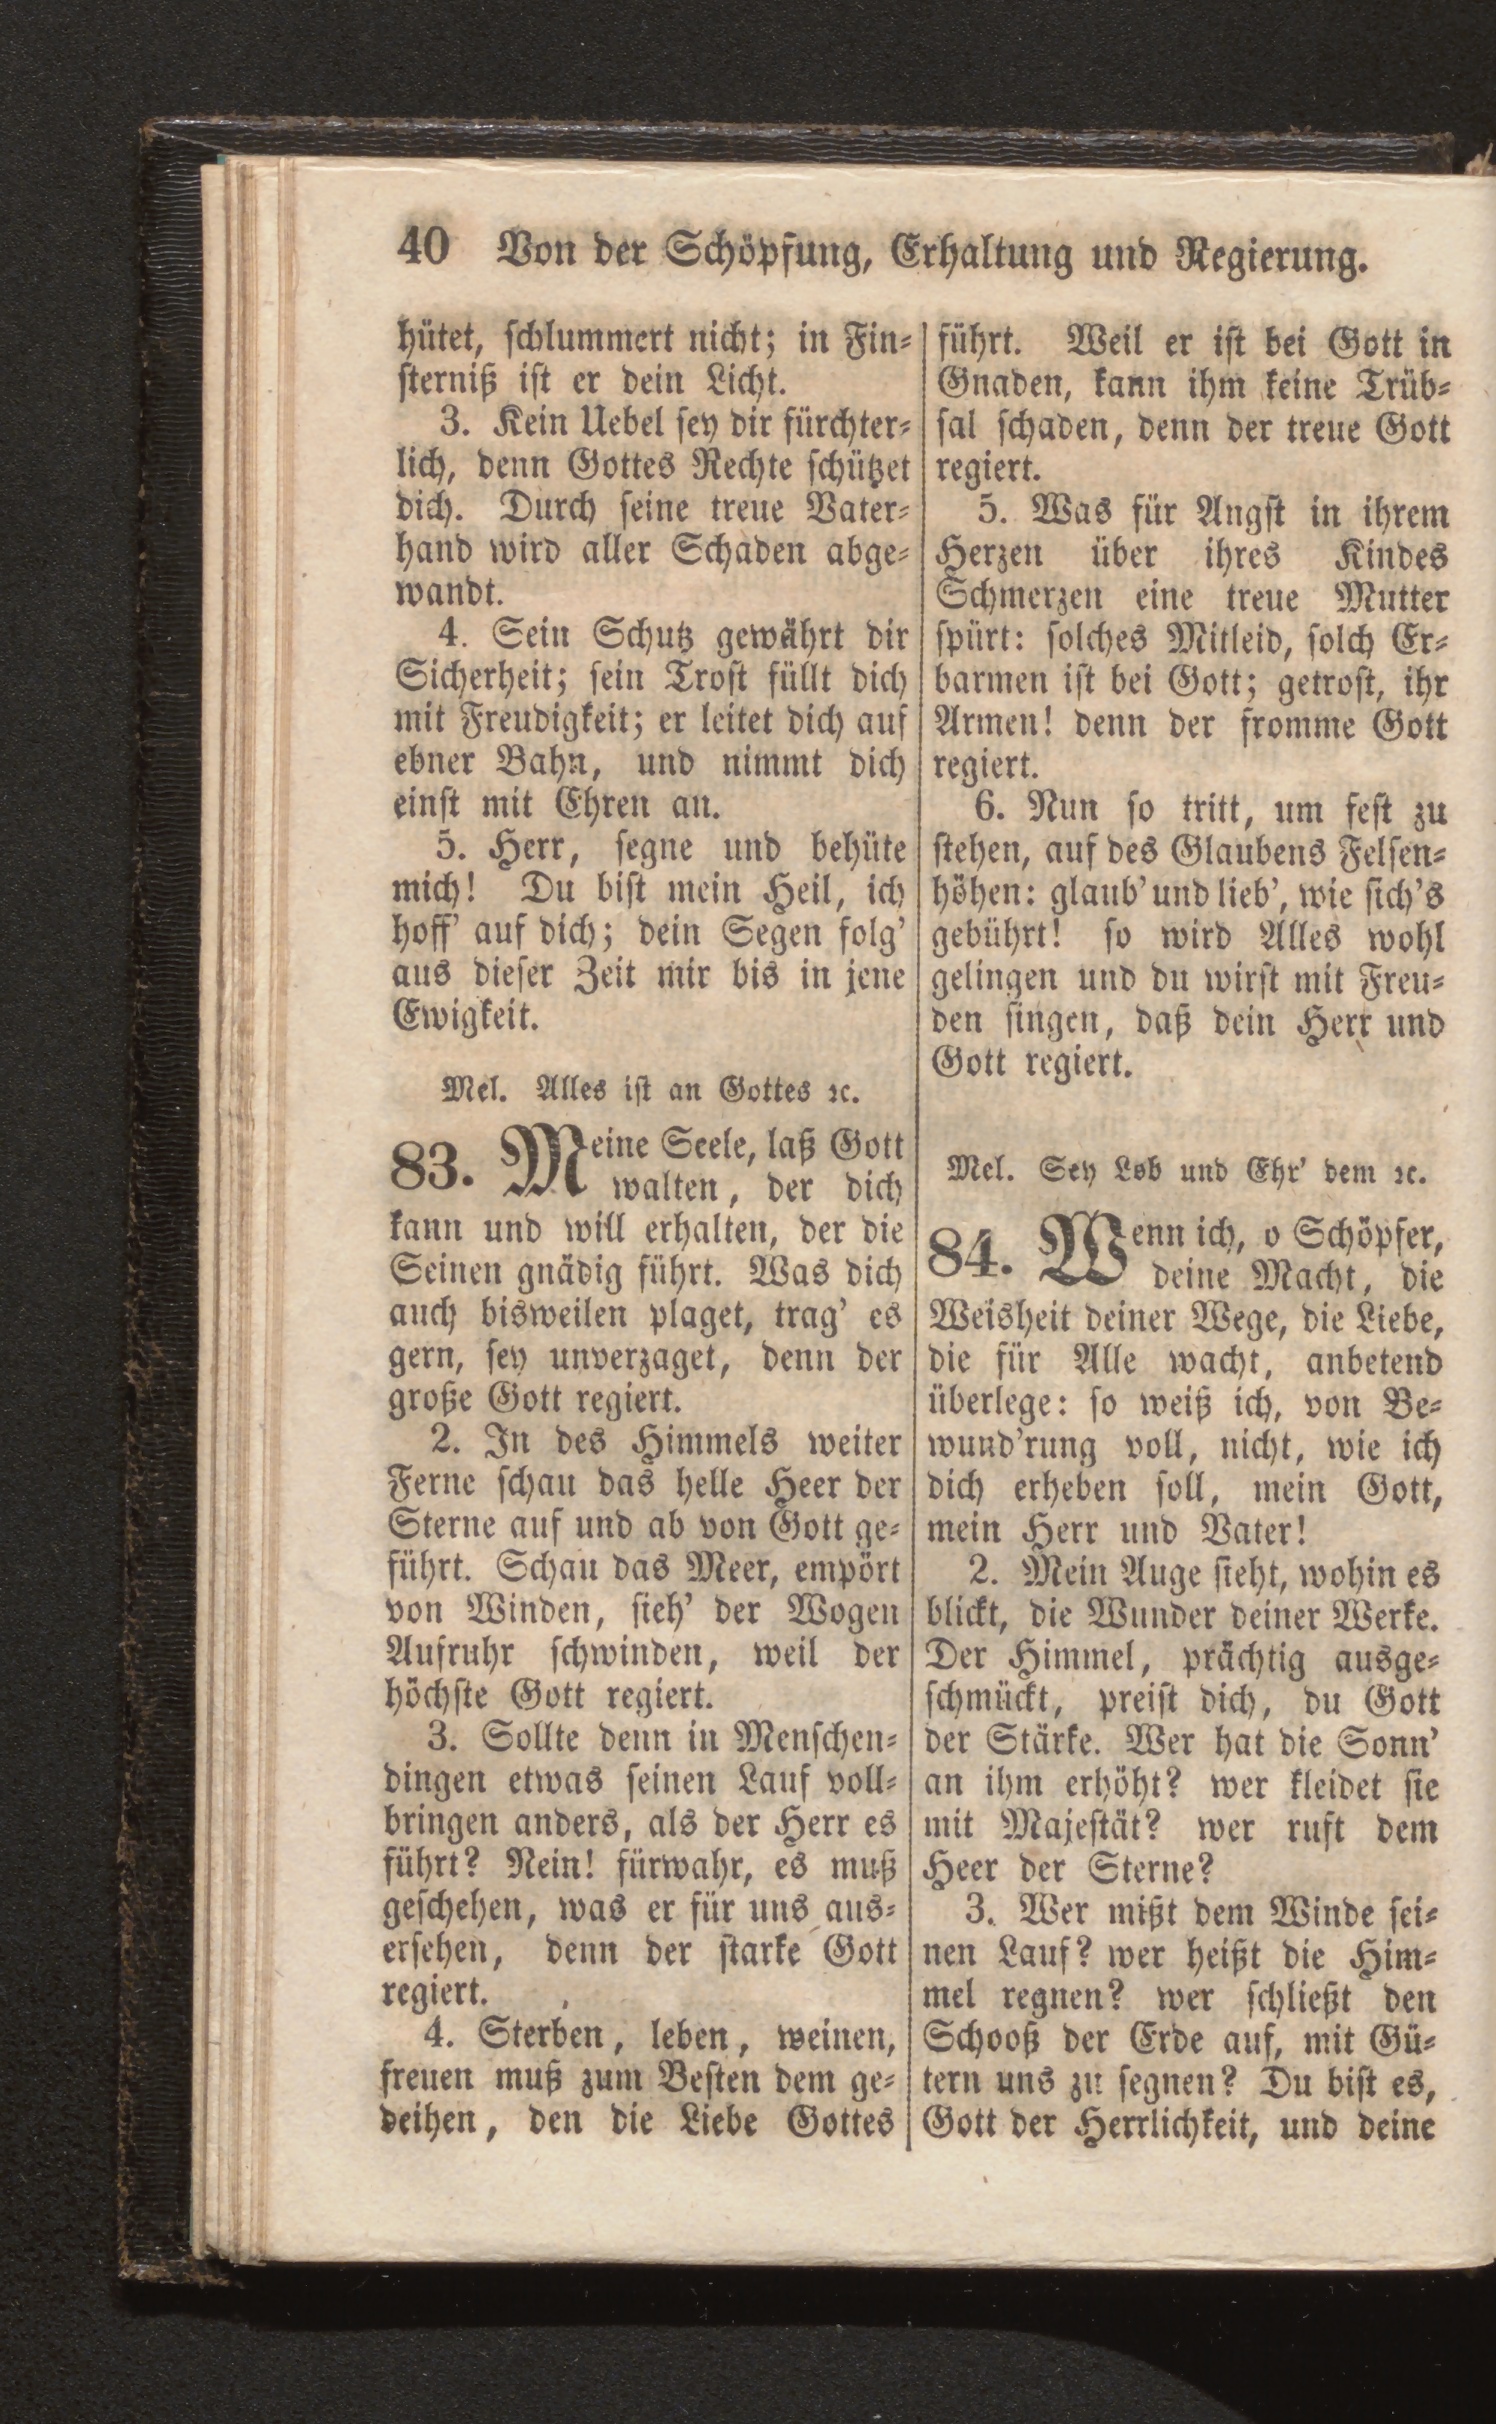 40 Von der Schöpfung, Erhaltung und Regierung.
hütet, ſchlummert nicht; in Fin⸗
ſterniß iſt er dein Licht.
3. Kein Uebel ſey dir fürchter⸗
lich, denn Gottes Rechte ſchützet
dich. Durch ſeine treue Vater⸗
hand wird aller Schaden abge⸗
wandt.
4. Sein Schutz gewährt dir
Sicherheit; ſein Troſt füllt dich
mit Freudigkeit; er leitet dich auf
ebner Bahn, und nimmt dich
einſt mit Ehren an.
5. Herr, ſegne und behüte
mich! Du biſt mein Heil, ich
hoff' auf dich; dein Segen folg'
aus dieſer Zeit mir bis in jene
Ewigkeit.
Mel. Alles iſt an Gottes ꝛc.
83. Meine Seele, laß Gott
walten, der dich
kann und will erhalten, der die
Seinen gnädig führt. Was dich
auch bisweilen plaget, trag' es
gern, ſey unverzaget, denn der
große Gott regiert.
2. In des Himmels weiter
Ferne ſchau das helle Heer der
Sterne auf und ab von Gott ge⸗
führt. Schau das Meer, empört
von Winden, ſieh' der Wogen
Aufruhr ſchwinden, weil der
höchſte Gott regiert.
3. Sollte denn in Menſchen⸗
dingen etwas ſeinen Lauf voll⸗
bringen anders, als der Herr es
führt? Nein! fürwahr, es muß
geſchehen, was er für uns aus⸗
erſehen, denn der ſtarke Gott
regiert.
4. Sterben, leben, weinen,
freuen muß zum Beſten dem ge⸗
deihen, den die Liebe Gottes
führt. Weil er iſt bei Gott in
Gnaden, kann ihm keine Trüb⸗
ſal ſchaden, denn der treue Gott
regiert.
5. Was für Angſt in ihrem
Herzen über ihres Kindes
Schmerzen eine treue Mutter
ſpürt: ſolches Mitleid, ſolch Er⸗
barmen iſt bei Gott; getroſt, ihr
Armen! denn der fromme Gott
regiert.
6. Nun ſo tritt, um feſt zu
ſtehen, auf des Glaubens Felſen⸗
höhen: glaub' und lieb', wie ſich's
gebührt! ſo wird Alles wohl
gelingen und du wirſt mit Freu⸗
den ſingen, daß dein Herr und
Gott regiert.
Mel. Sey Lob und Ehr' dem ꝛc.
84. Wenn ich, o Schöpfer,
deine Macht, die
Weisheit deiner Wege, die Liebe,
die für Alle wacht, anbetend
überlege: ſo weiß ich, von Be⸗
wund'rung voll, nicht, wie ich
dich erheben ſoll, mein Gott,
mein Herr und Vater!
2. Mein Auge ſieht, wohin es
blickt, die Wunder deiner Werke.
Der Himmel, prächtig ausge⸗
ſchmückt, preiſt dich, du Gott
der Stärke. Wer hat die Sonn'
an ihm erhöht? wer kleidet ſie
mit Majeſtät? wer ruft dem
Heer der Sterne?
3. Wer mißt dem Winde ſei⸗
nen Lauf? wer heißt die Him⸗
mel regnen? wer ſchließt den
Schooß der Erde auf, mit Gü⸗
tern uns zu ſegnen? Du biſt es,
Gott der Herrlichkeit, und deine